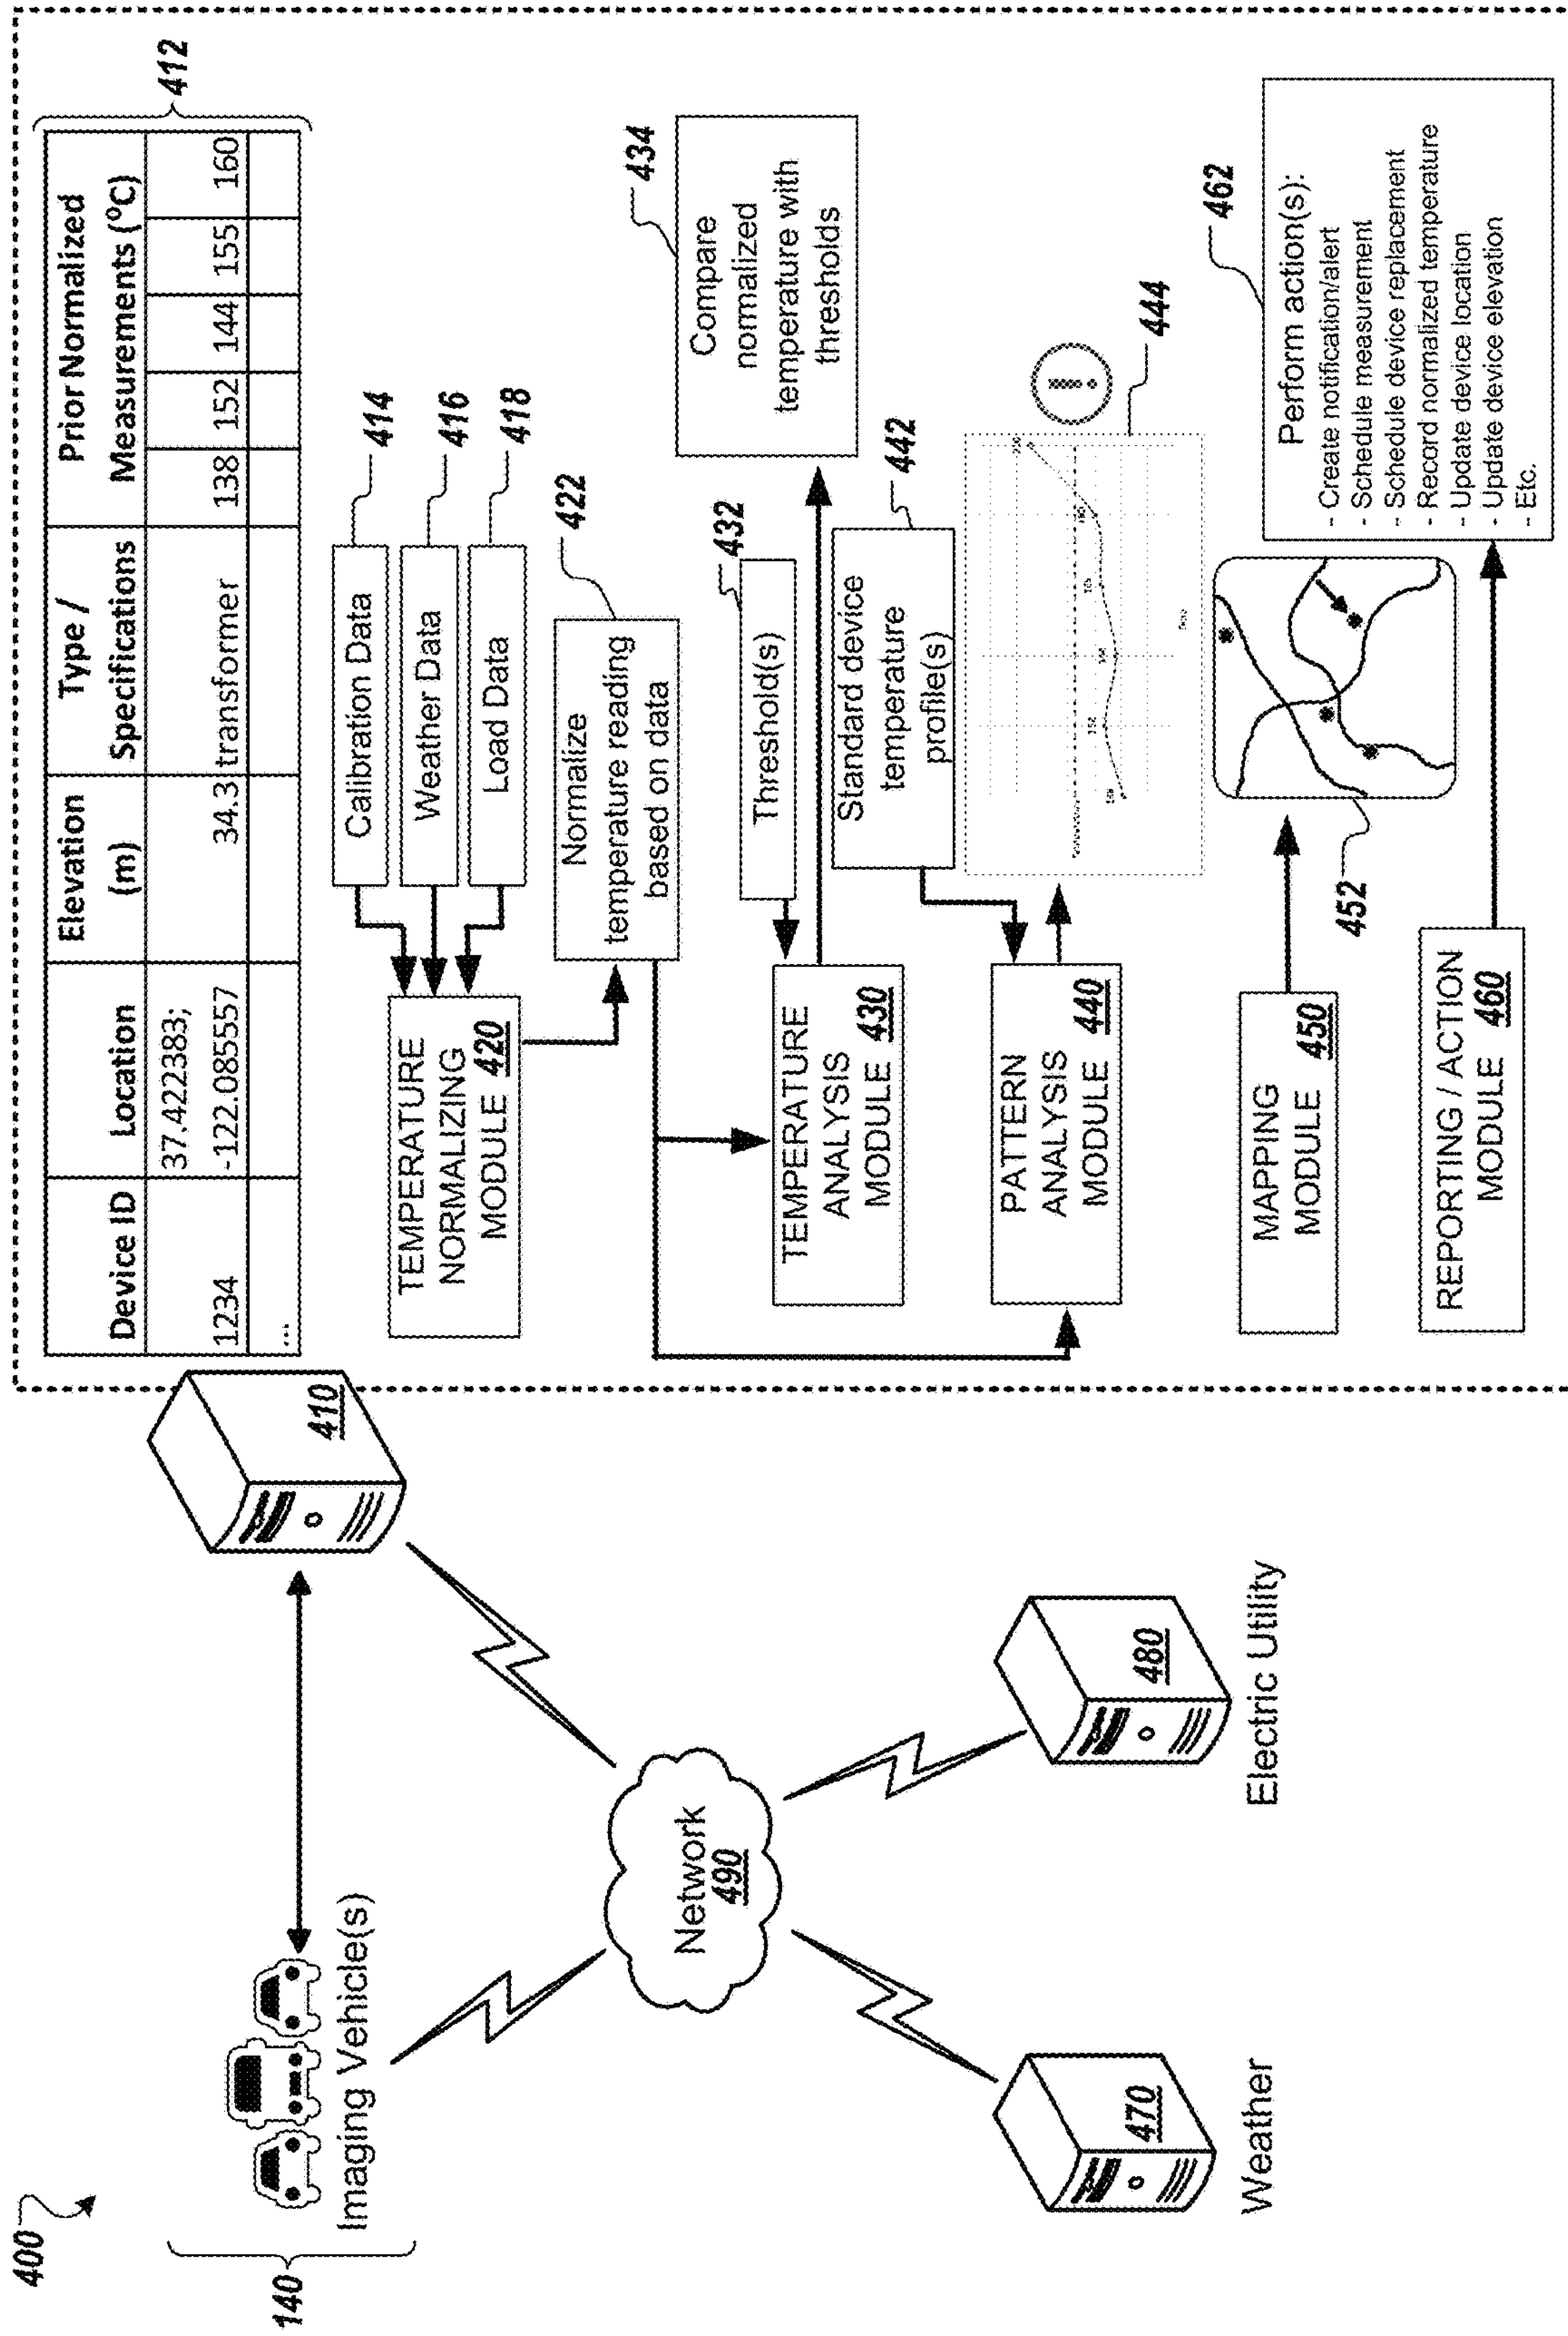 400
140
Imaging Vehicle(s)
410
Network
490
Weather
470
Electric Utility
480
412
Device ID
Location
Elevation
(m)
Type /
Specifications
Prior Normalized
Measurements (°C)
1234
37.422383;
-122.085557
34.3
transformer
138
152
144
155
160
...
TEMPERATURE
NORMALIZING
MODULE 420
Calibration Data
414
Weather Data
416
Load Data
418
Normalize
temperature reading
based on data
422
TEMPERATURE
ANALYSIS
MODULE 430
Threshold(s)
432
Compare
normalized
temperature with
thresholds
434
PATTERN
ANALYSIS
MODULE 440
Standard device
temperature
profile(s)
442
!
444
MAPPING
MODULE 450
452
REPORTING / ACTION
MODULE 460
462
Perform action(s):
- Create notification/alert
- Schedule measurement
- Schedule device replacement
- Record normalized temperature
- Update device location
- Update device elevation
- Etc.